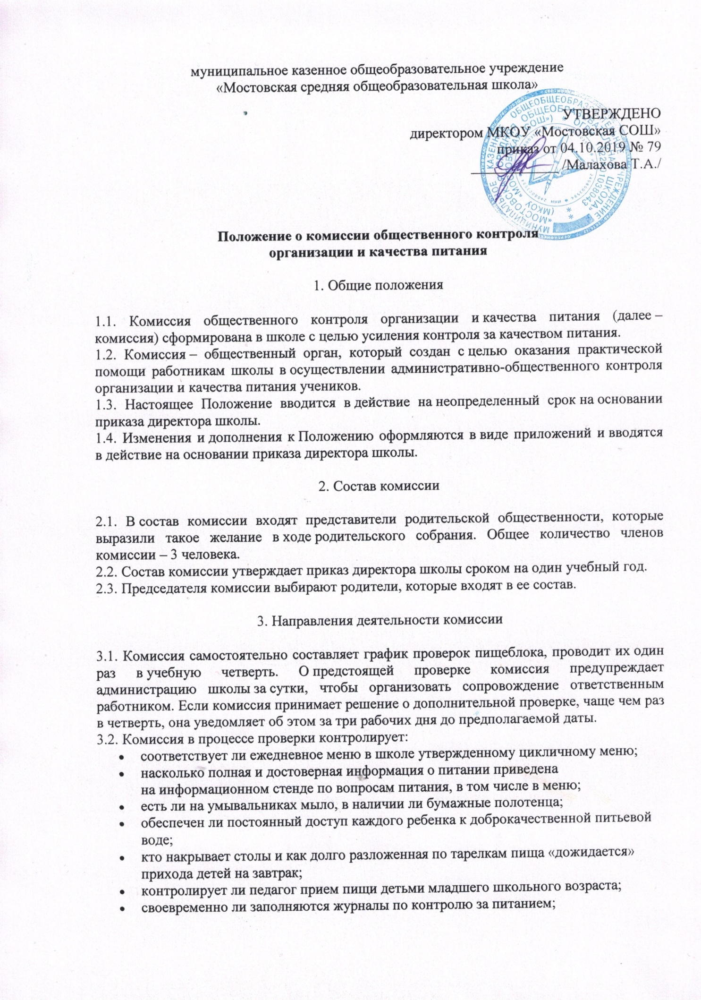 муниципальное казенное общеобразовательное учреждение
«Мостовская средняя общеобразовательная школа»
УТВЕРЖДЕНО
директором МКОУ «Мостовская СОШ»
приказ от 04.10.2019 № 79
/Малахова Т.А./
Положение о комиссии общественного контроля
организации и качества питания
1. Общие положения
1.1. Комиссия общественного контроля организации и качества питания (далее –
комиссия) сформирована в школе с целью усиления контроля за качеством питания.
1.2. Комиссия – общественный орган, который создан с целью оказания практической
помощи работникам школы в осуществлении административно-общественного контроля
организации и качества питания учеников.
1.3. Настоящее Положение вводится в действие на неопределенный срок на основании
приказа директора школы.
1.4. Изменения и дополнения к Положению оформляются в виде приложений и вводятся
в действие на основании приказа директора школы.
2. Состав комиссии
2.1. В состав комиссии входят представители родительской общественности, которые
выразили такое желание в ходе родительского собрания. Общее количество членов
комиссии – 3 человека.
2.2. Состав комиссии утверждает приказ директора школы сроком на один учебный год.
2.3. Председателя комиссии выбирают родители, которые входят в ее состав.
3. Направления деятельности комиссии
3.1. Комиссия самостоятельно составляет график проверок пищеблока, проводит их один
раз в учебную четверть. О предстоящей проверке комиссия предупреждает
администрацию школы за сутки, чтобы организовать сопровождение ответственным
работником. Если комиссия принимает решение о дополнительной проверке, чаще чем раз
в четверть, она уведомляет об этом за три рабочих дня до предполагаемой даты.
3.2. Комиссия в процессе проверки контролирует:
• соответствует ли ежедневное меню в школе утвержденному цикличному меню;
• насколько полная и достоверная информация о питании приведена
на информационном стенде по вопросам питания, в том числе в меню;
• есть ли на умывальниках мыло, в наличии ли бумажные полотенца;
• обеспечен ли постоянный доступ каждого ребенка к доброкачественной питьевой
воде;
• кто накрывает столы и как долго разложенная по тарелкам пища «дожидается»
прихода детей на завтрак;
• контролирует ли педагог прием пищи детьми младшего школьного возраста;
• своевременно ли заполняются журналы по контролю за питанием;